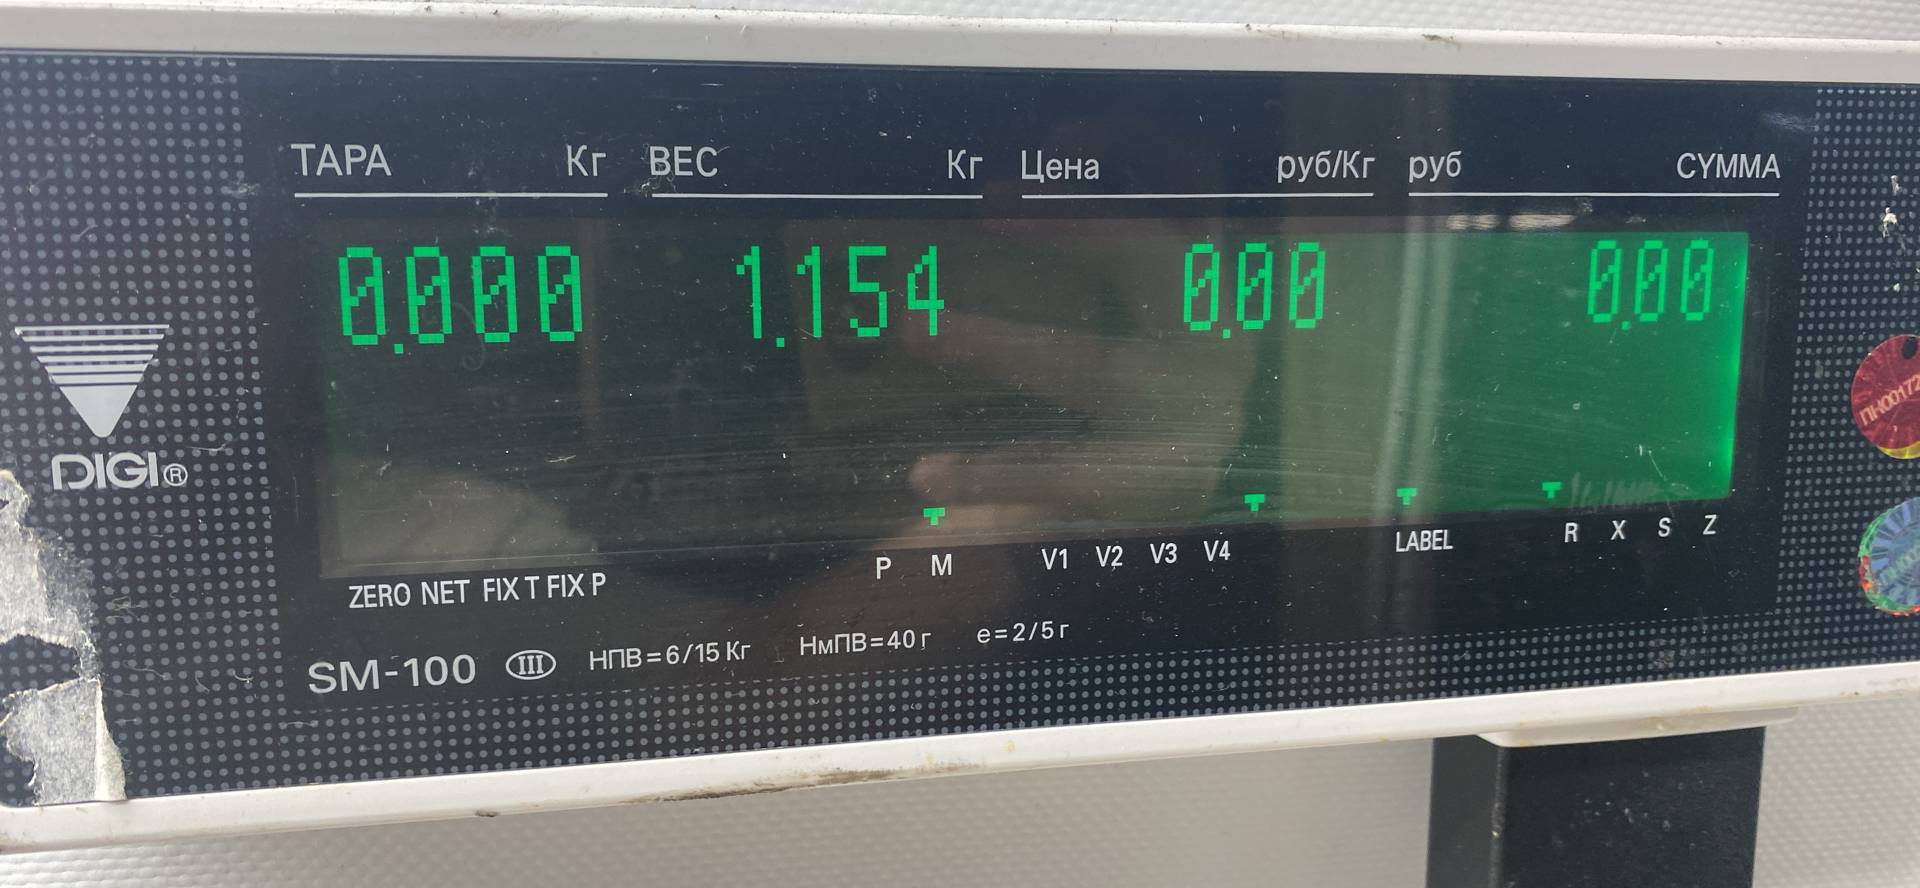 ТАРА Кг ВЕС Кг Цена руб/Кг руб СУММА
0.000 1.154 0.00 0.00
DIGI®
P M V1 V2 V3 V4 LABEL R X S Z
ZERO NET FIX T FIX P
SM-100 III НПВ=6/15 Кг НмПВ=40 г e=2/5 г